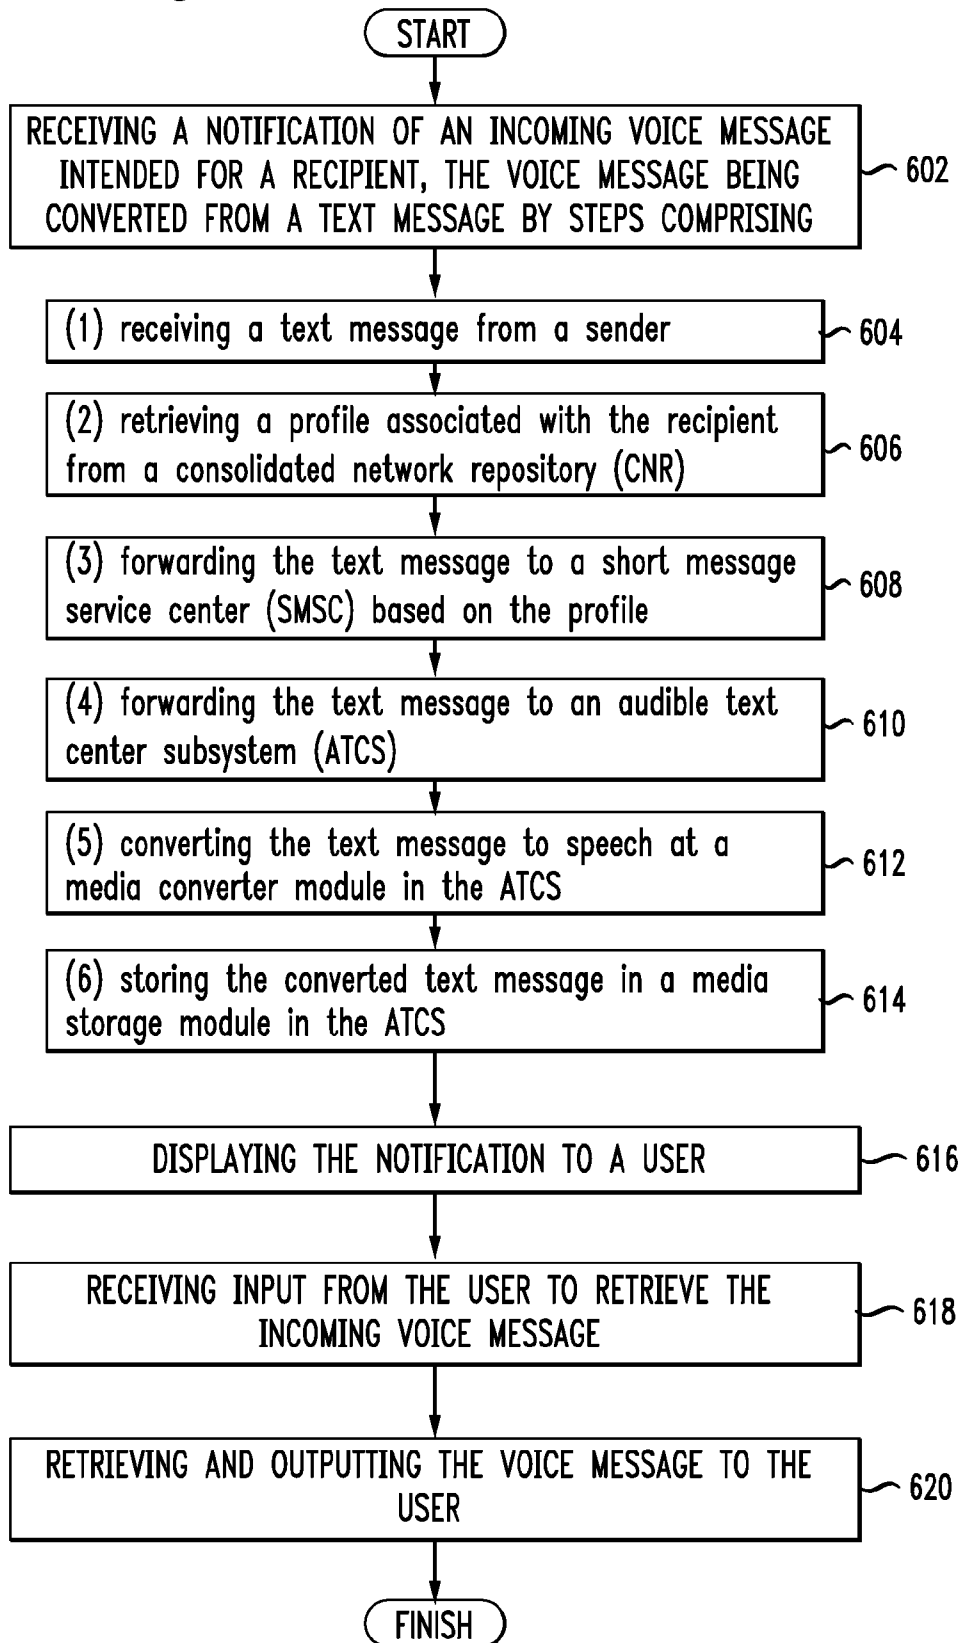 START
RECEIVING A NOTIFICATION OF AN INCOMING VOICE MESSAGE
INTENDED FOR A RECIPIENT, THE VOICE MESSAGE BEING
CONVERTED FROM A TEXT MESSAGE BY STEPS COMPRISING
602
(1) receiving a text message from a sender
604
(2) retrieving a profile associated with the recipient
from a consolidated network repository (CNR)
606
(3) forwarding the text message to a short message
service center (SMSC) based on the profile
608
(4) forwarding the text message to an audible text
center subsystem (ATCS)
610
(5) converting the text message to speech at a
media converter module in the ATCS
612
(6) storing the converted text message in a media
storage module in the ATCS
614
DISPLAYING THE NOTIFICATION TO A USER
616
RECEIVING INPUT FROM THE USER TO RETRIEVE THE
INCOMING VOICE MESSAGE
618
RETRIEVING AND OUTPUTTING THE VOICE MESSAGE TO THE
USER
620
FINISH